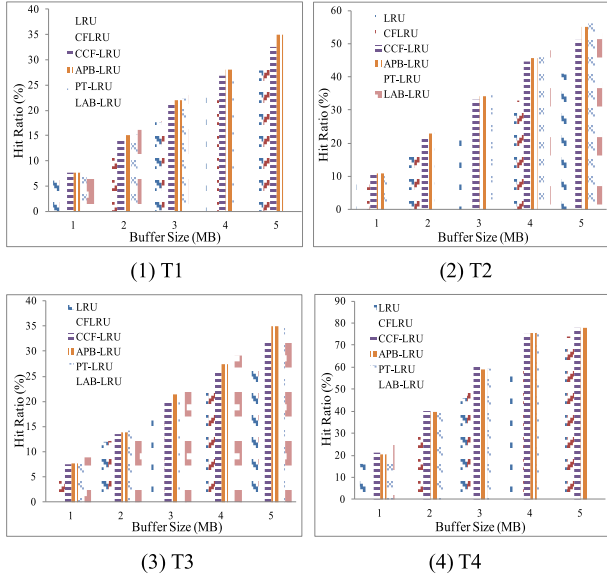 35
30
25
20
15
10
5
0
Hit Ratio (%)
LRU
CFLRU
CCF-LRU
APB-LRU
PT-LRU
LAB-LRU
1 2 3 4 5
Buffer Size (MB)
(1) T1
60
50
40
30
20
10
0
Hit Ratio (%)
LRU
CFLRU
CCF-LRU
APB-LRU
PT-LRU
LAB-LRU
1 2 3 4 5
Buffer Size (MB)
(2) T2
40
35
30
25
20
15
10
5
0
Hit Ratio (%)
LRU
CFLRU
CCF-LRU
APB-LRU
PT-LRU
LAB-LRU
1 2 3 4 5
Buffer Size (MB)
(3) T3
90
80
70
60
50
40
30
20
10
0
Hit Ratio (%)
LRU
CFLRU
CCF-LRU
APB-LRU
PT-LRU
LAB-LRU
1 2 3 4 5
Buffer Size (MB)
(4) T4